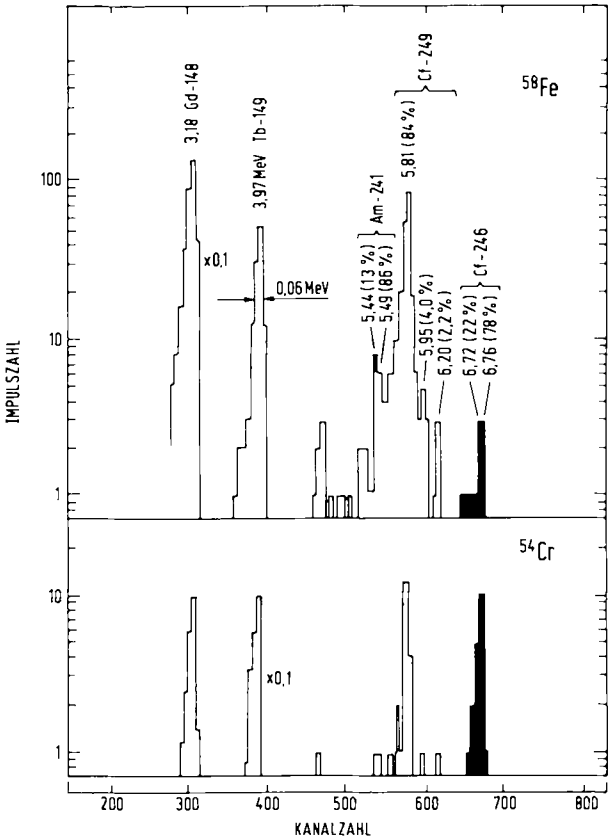 58Fe
3,18 Gd-148
3,97 MeV Tb-149
Am-241
5,44 (13 %)
5,49 (86%)
Cf-249
5,81 (84 %)
5,95 (4,0 %)
6,20 (2,2 %)
Cf-246
6,72 (22 %)
6,76 (78%)
x0,1
0,06 MeV
100
10
1
IMPULSZAHL
54Cr
x0,1
10
1
200 300 400 500 600 700 800
KANALZAHL